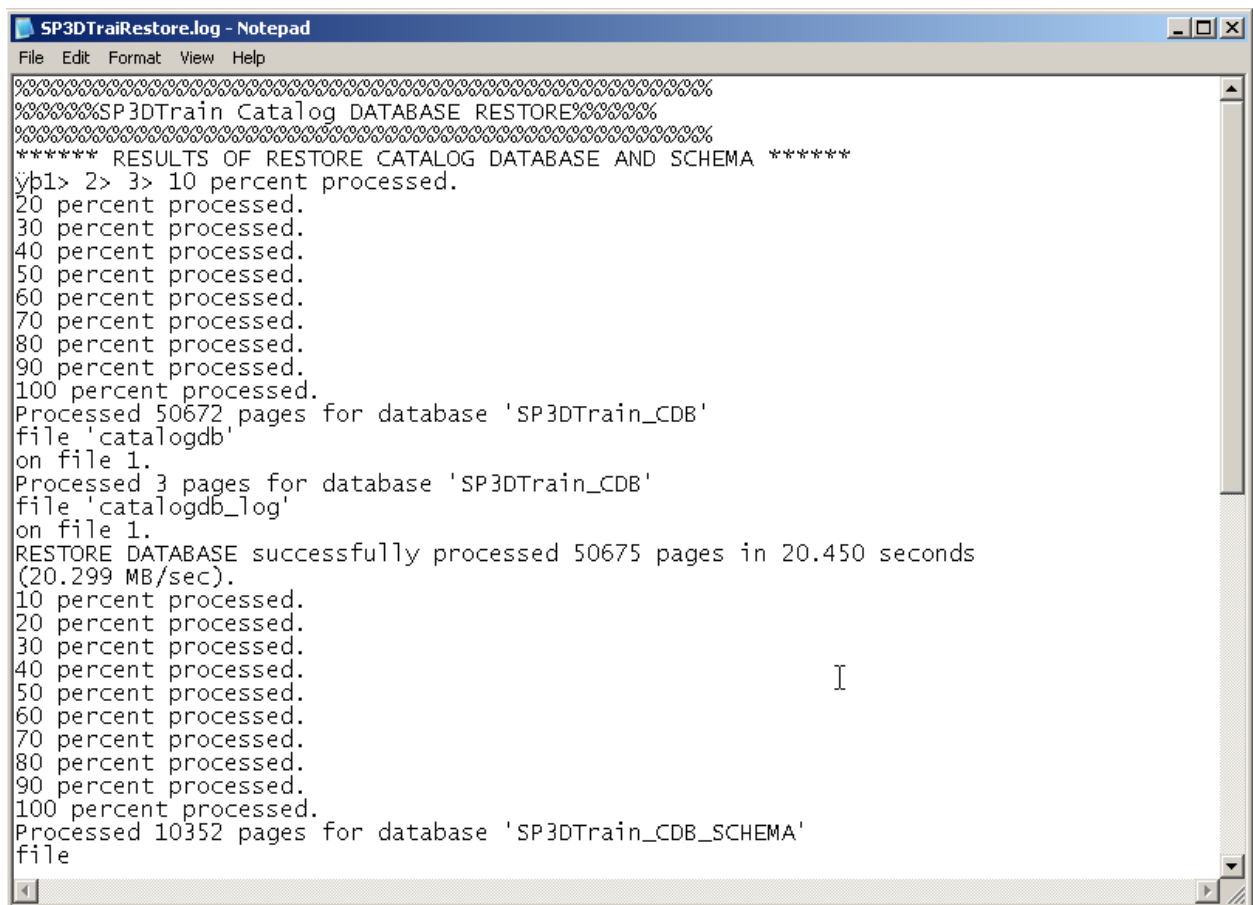 SP3DTraiRestore.log - Notepad
File Edit Format View Help
%%%%%%%%%%%%%%%%%%%%%%%%%%%%%%%%%%%%%%%%%%%%%%%%%%
%%%%%%SP3DTrain Catalog DATABASE RESTORE%%%%%%
%%%%%%%%%%%%%%%%%%%%%%%%%%%%%%%%%%%%%%%%%%%%%%%%%%
****** RESULTS OF RESTORE CATALOG DATABASE AND SCHEMA ******
ÿþ1> 2> 3> 10 percent processed.
20 percent processed.
30 percent processed.
40 percent processed.
50 percent processed.
60 percent processed.
70 percent processed.
80 percent processed.
90 percent processed.
100 percent processed.
Processed 50672 pages for database 'SP3DTrain_CDB'
file 'catalogdb'
on file 1.
Processed 3 pages for database 'SP3DTrain_CDB'
file 'catalogdb_log'
on file 1.
RESTORE DATABASE successfully processed 50675 pages in 20.450 seconds
(20.299 MB/sec).
10 percent processed.
20 percent processed.
30 percent processed.
40 percent processed.
50 percent processed.
60 percent processed.
70 percent processed.
80 percent processed.
90 percent processed.
100 percent processed.
Processed 10352 pages for database 'SP3DTrain_CDB_SCHEMA'
file